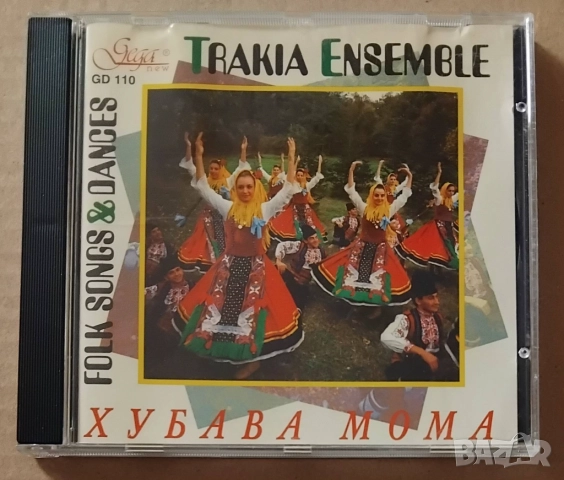 Gega
new
GD 110
TRAKIA ENSEMBLE
FOLK SONGS & DANCES
ХУБАВА МОМА
BAZAR